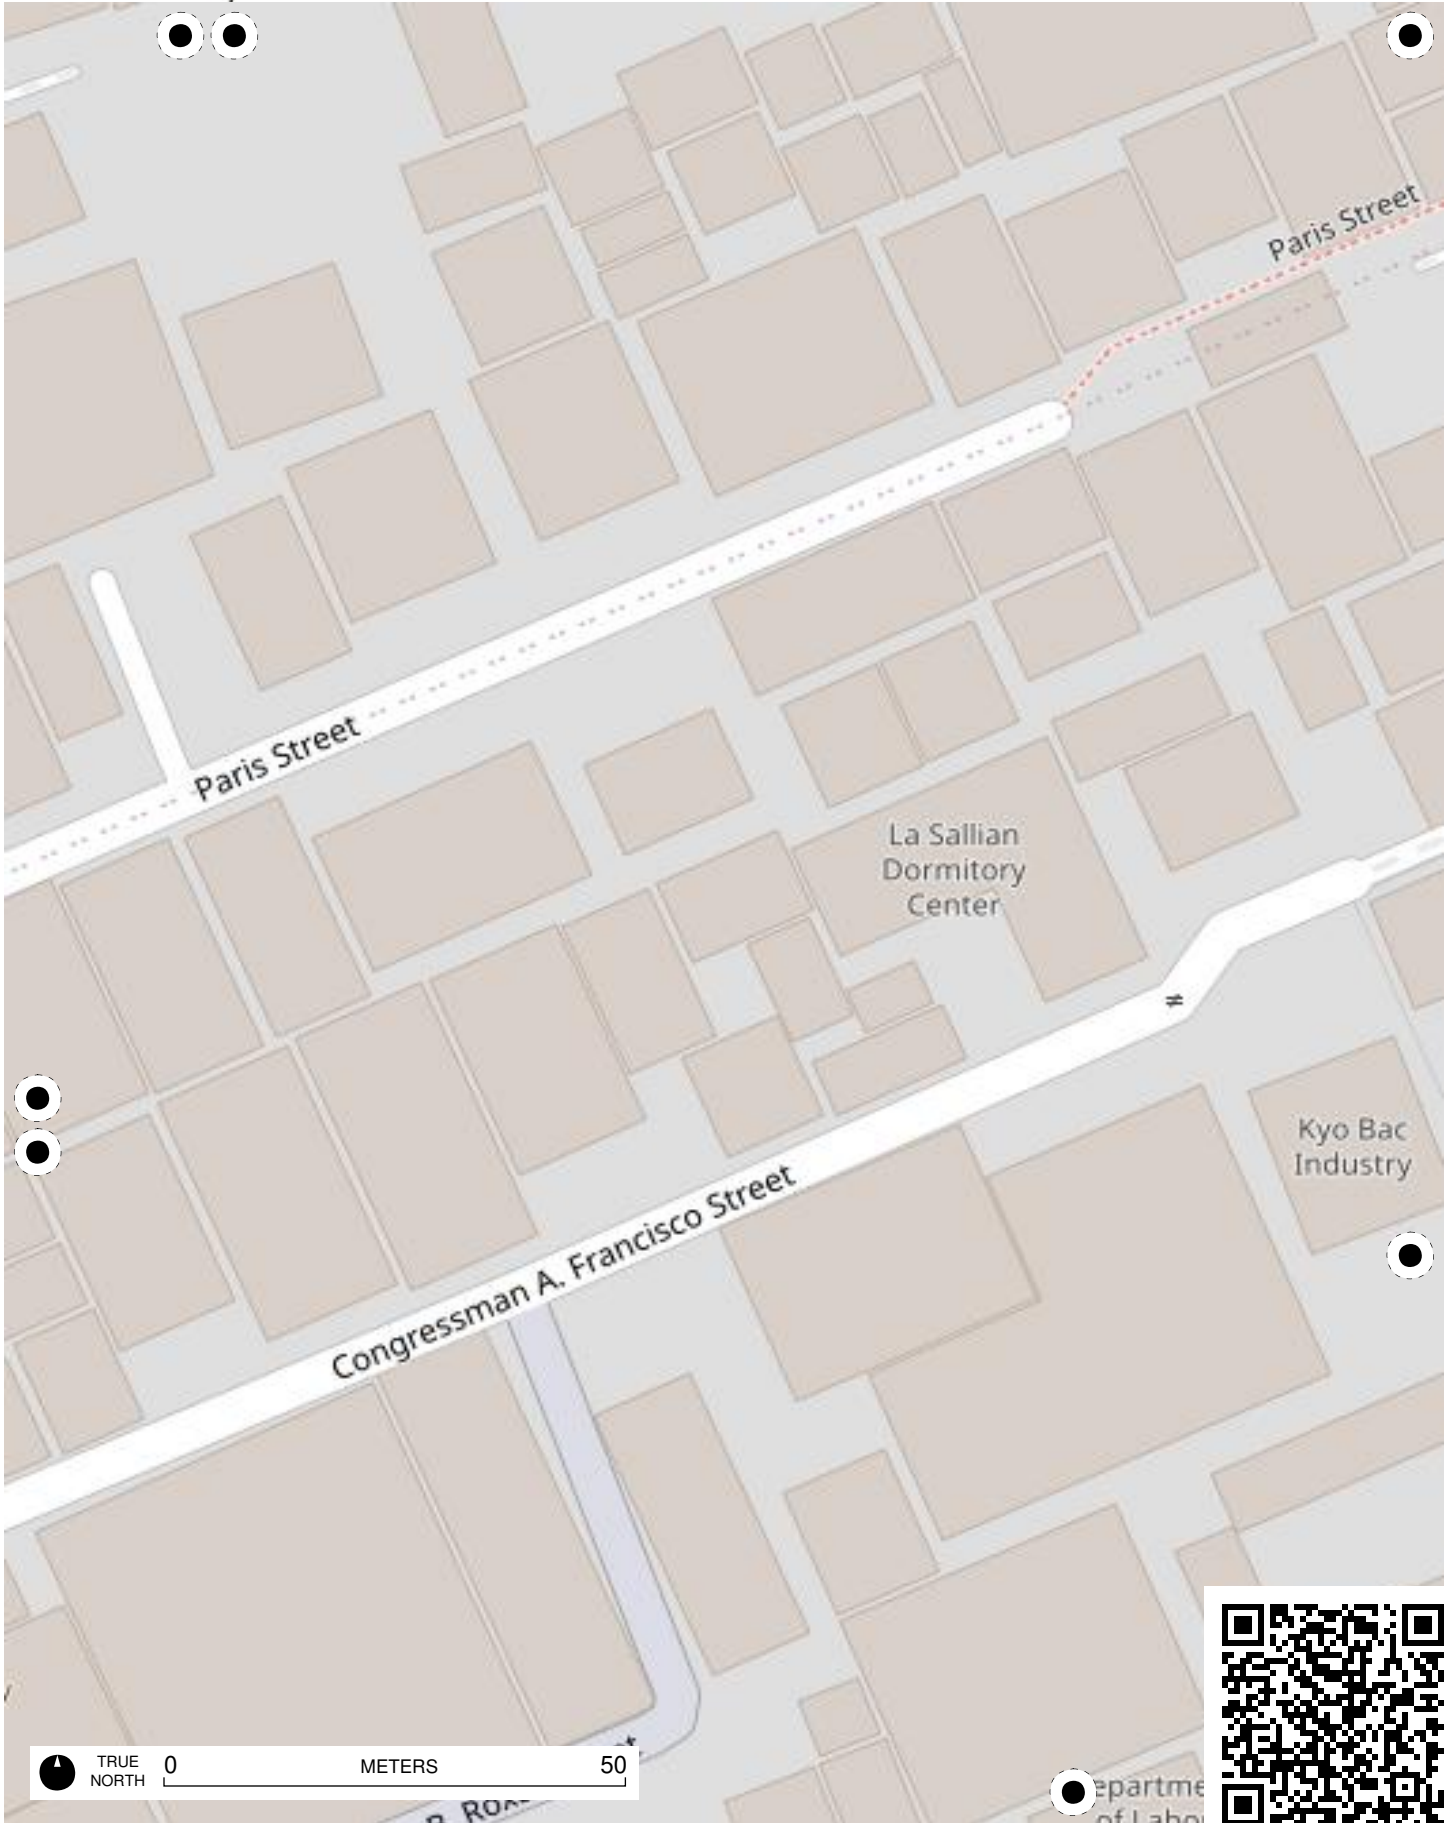 Paris Street
Paris Street
La Sallian
Dormitory
Center
Kyo Bac
Industry
Congressman A. Francisco Street
TRUE
NORTH
0
METERS
50
of